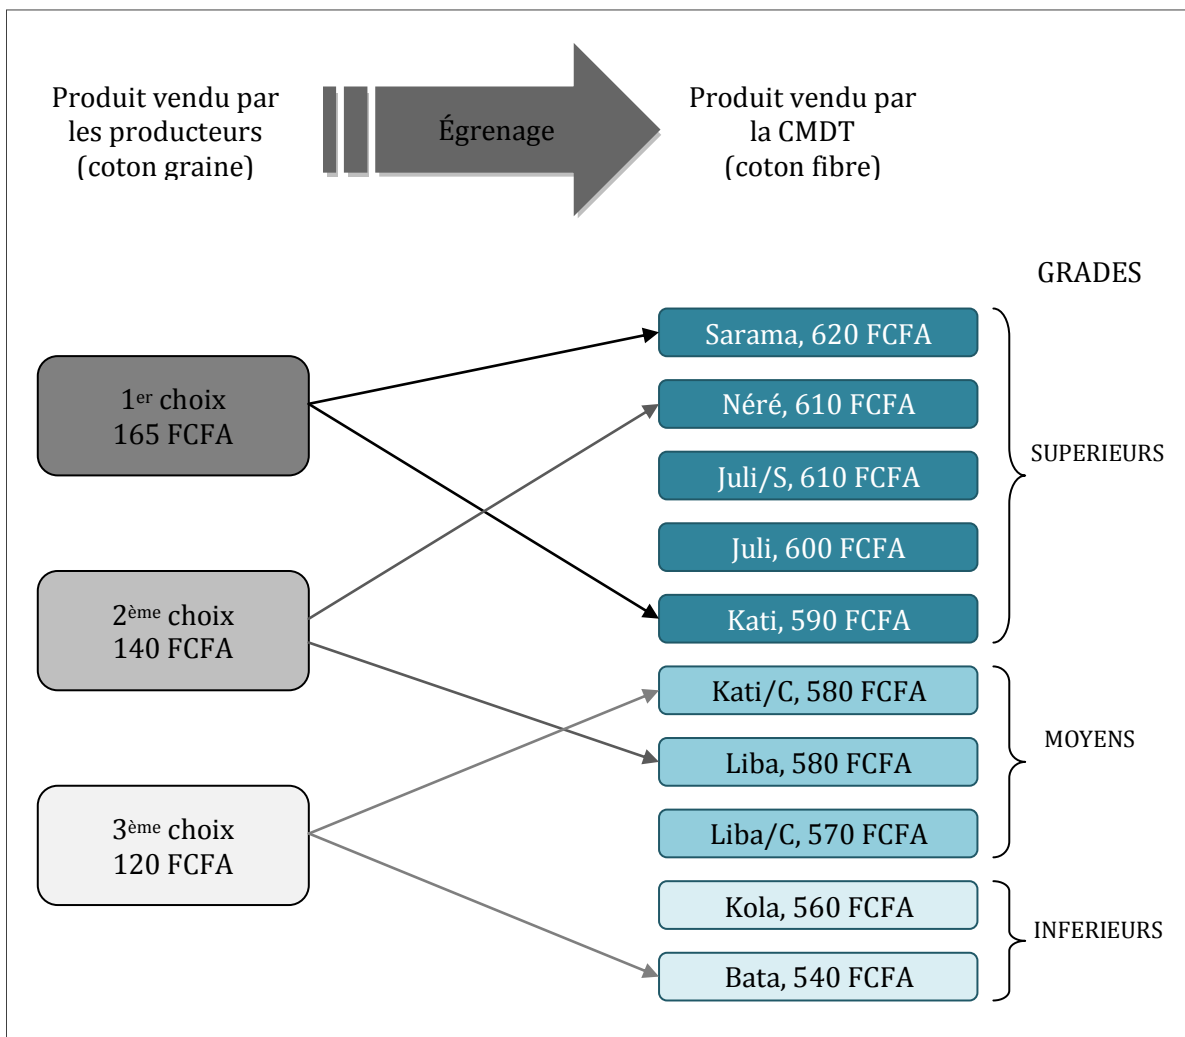 Produit vendu par
les producteurs
(coton graine)
Égrenage
Produit vendu par
la CMDT
(coton fibre)
GRADES
1er choix
165 FCFA
2ème choix
140 FCFA
3ème choix
120 FCFA
Sarama, 620 FCFA
Néré, 610 FCFA
Juli/S, 610 FCFA
Juli, 600 FCFA
Kati, 590 FCFA
Kati/C, 580 FCFA
Liba, 580 FCFA
Liba/C, 570 FCFA
Kola, 560 FCFA
Bata, 540 FCFA
SUPERIEURS
MOYENS
INFERIEURS